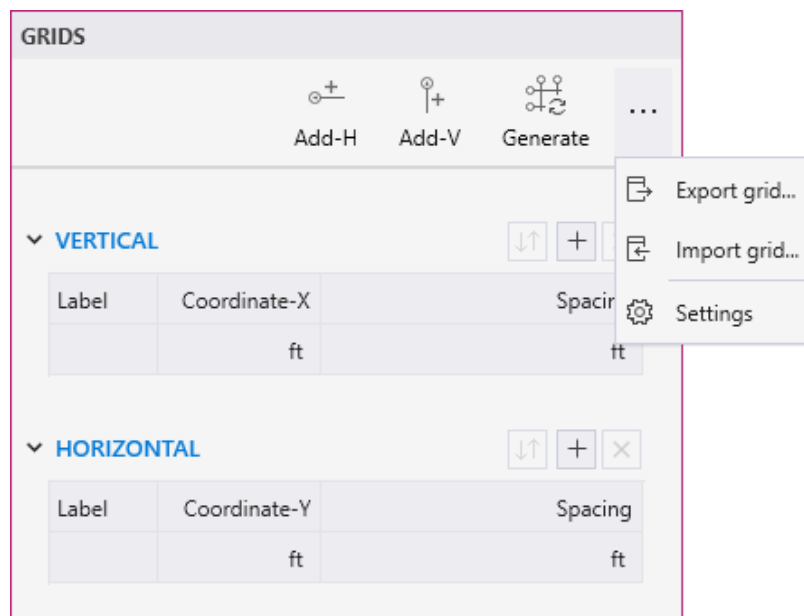 GRIDS
Add-H Add-V Generate ...
Export grid...
VERTICAL
Import grid...
Label Coordinate-X
Settings
ft ft
HORIZONTAL
Label Coordinate-Y Spacing
ft ft